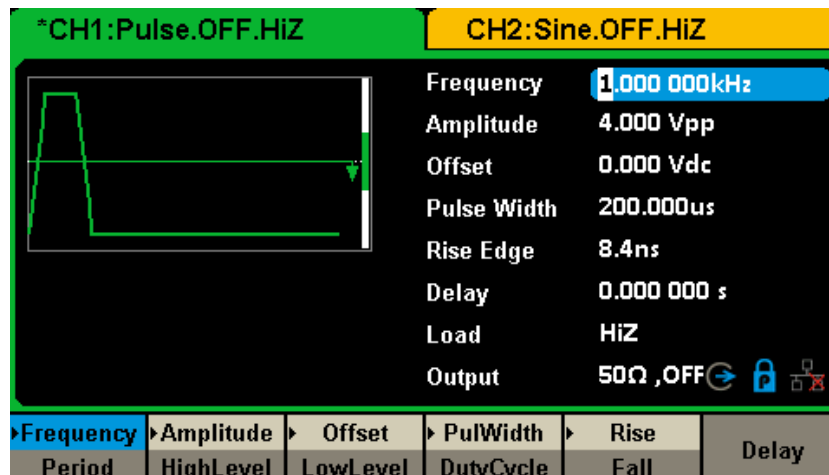 *CH1:Pulse.OFF.HiZ CH2:Sine.OFF.HiZ
Frequency 1.000 000kHz
Amplitude 4.000 Vpp
Offset 0.000 Vdc
Pulse Width 200.000us
Rise Edge 8.4ns
Delay 0.000 000 s
Load HiZ
Output 50Ω ,OFF P
Frequency Amplitude Offset PulWidth Rise Delay
Period HighLevel LowLevel DutyCycle Fall